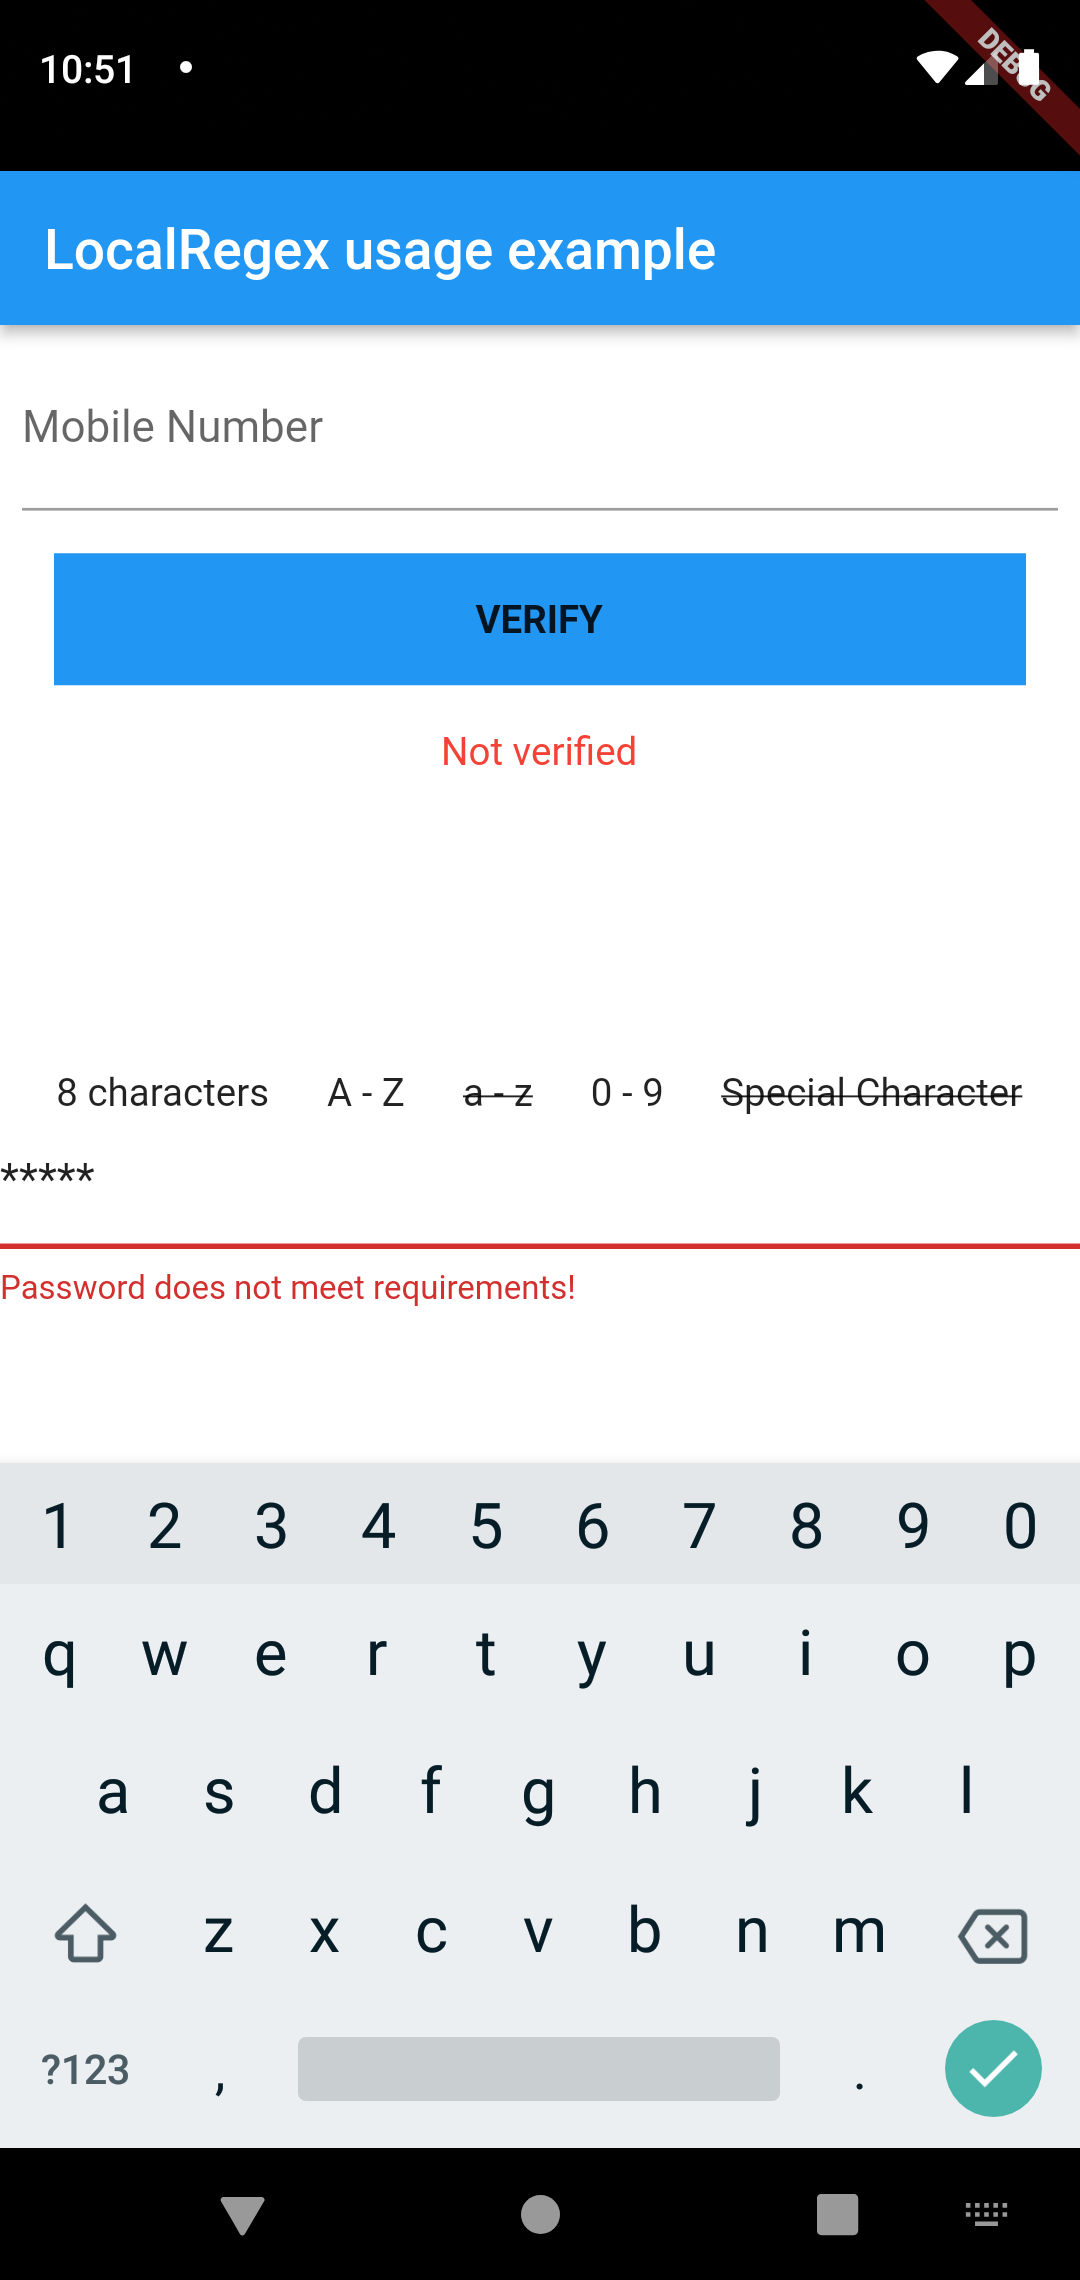 10:51
DEBUG
LocalRegex usage example
Mobile Number
VERIFY
Not verified
8 characters A - Z a - z 0 - 9 Special Character
*****
Password does not meet requirements!
1 2 3 4 5 6 7 8 9 0
q w e r t y u i o p
a s d f g h j k l
z x c v b n m
?123 , .